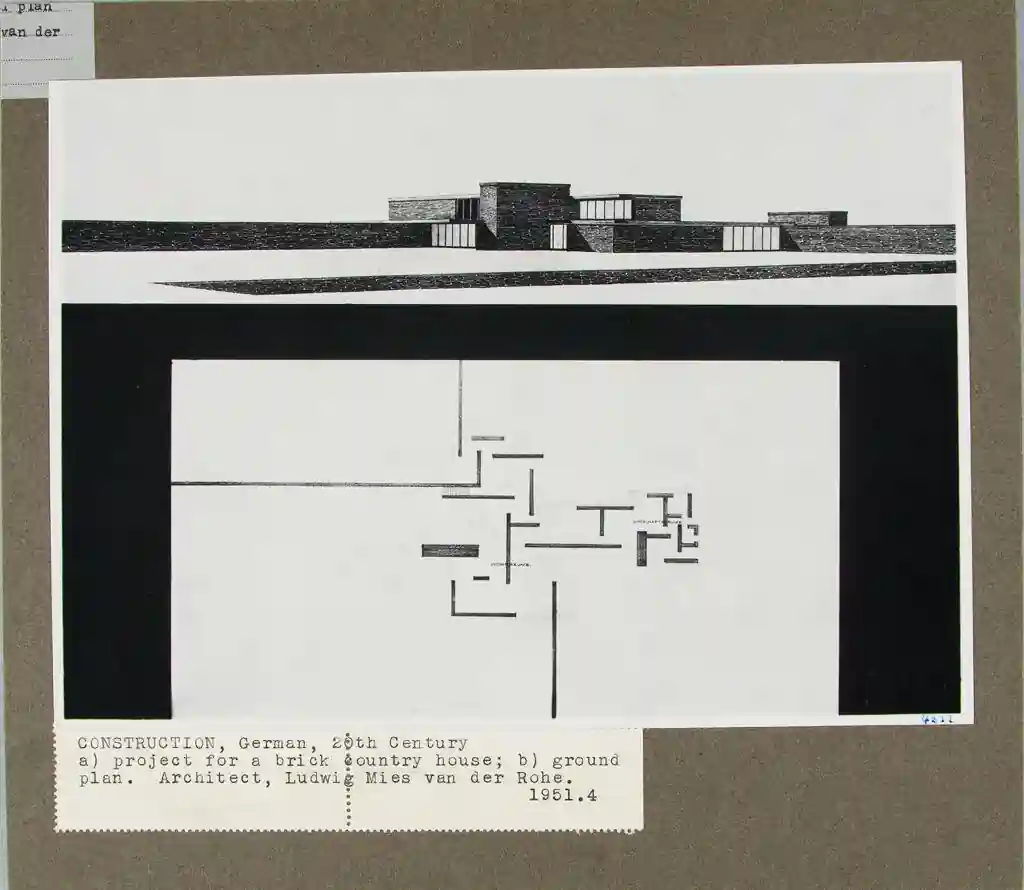 plan
van der
WOHNRÄUME.
CONSTRUCTION, German, 20th Century
a) project for a brick country house; b) ground
plan. Architect, Ludwig Mies van der Rohe.
1951.4